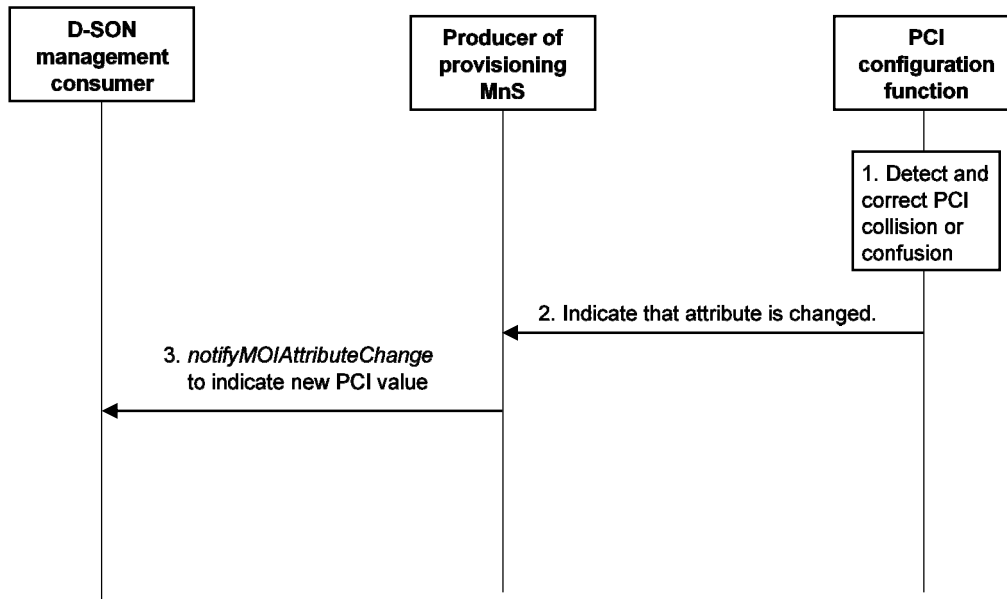 D-SON
management
consumer
Producer of
provisioning
MnS
PCI
configuration
function
1. Detect and
correct PCI
collision or
confusion
2. Indicate that attribute is changed.
3. notifyMOIAttributeChange
to indicate new PCI value